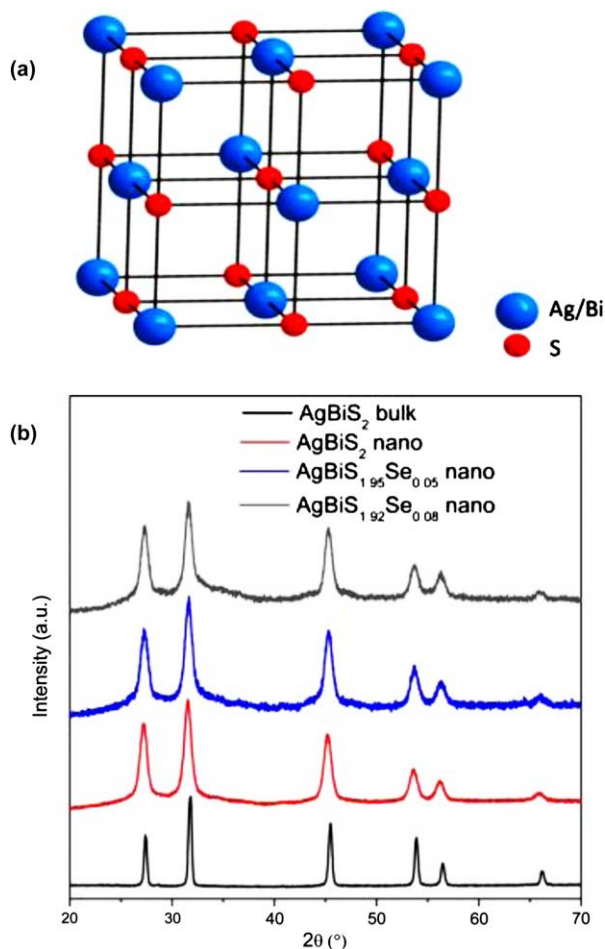 (a)
Ag/Bi
S
(b)
AgBiS₂ bulk
AgBiS₂ nano
AgBiS₁ ₉₅Se₀ ₀₅ nano
AgBiS₁ ₉₂Se₀ ₀₈ nano
Intensity (a.u.)
20 30 40 50 60 70
2θ (°)